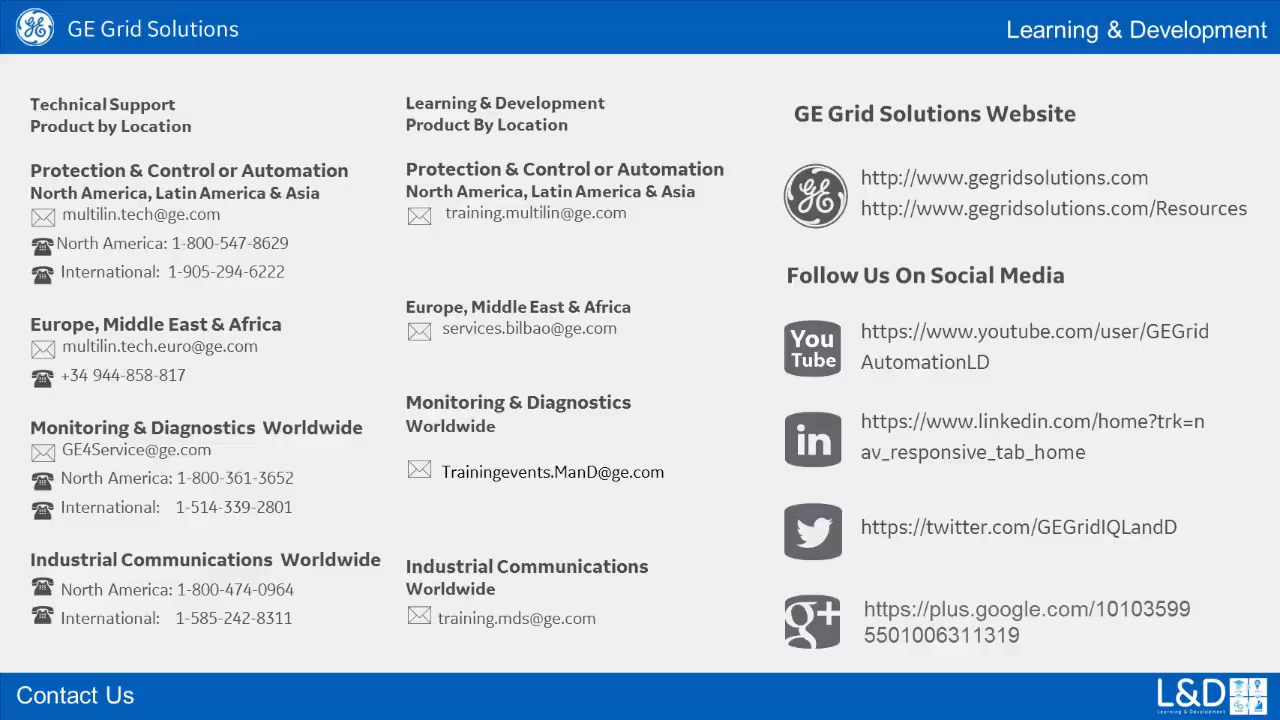 GE Grid Solutions
Learning & Development
Technical Support
Product by Location
Protection & Control or Automation
North America, Latin America & Asia
multilin.tech@ge.com
North America: 1-800-547-8629
International: 1-905-294-6222
Europe, Middle East & Africa
multilin.tech.euro@ge.com
+34 944-858-817
Monitoring & Diagnostics Worldwide
GE4Service@ge.com
North America: 1-800-361-3652
International: 1-514-339-2801
Industrial Communications Worldwide
North America: 1-800-474-0964
International: 1-585-242-8311
Learning & Development
Product By Location
Protection & Control or Automation
North America, Latin America & Asia
training.multilin@ge.com
Europe, Middle East & Africa
services.bilbao@ge.com
Monitoring & Diagnostics
Worldwide
Trainingevents.ManD@ge.com
Industrial Communications
Worldwide
training.mds@ge.com
GE Grid Solutions Website
GE
http://www.gegridsolutions.com
http://www.gegridsolutions.com/Resources
Follow Us On Social Media
You
Tube
https://www.youtube.com/user/GEGrid
AutomationLD
in
https://www.linkedin.com/home?trk=n
av_responsive_tab_home
https://twitter.com/GEGridIQLandD
g+
https://plus.google.com/10103599
5501006311319
Contact Us
L&D
Learning & Development